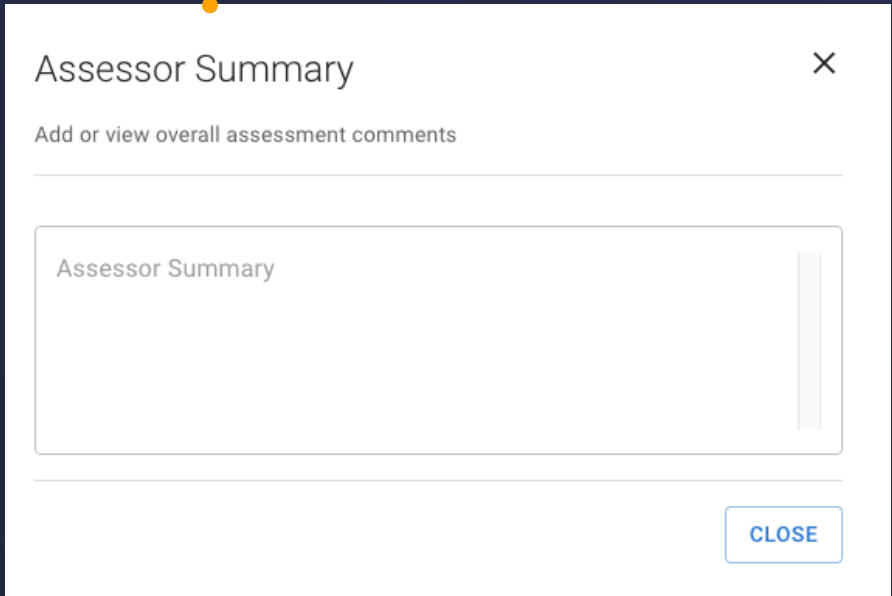 Assessor Summary
Add or view overall assessment comments
Assessor Summary
CLOSE